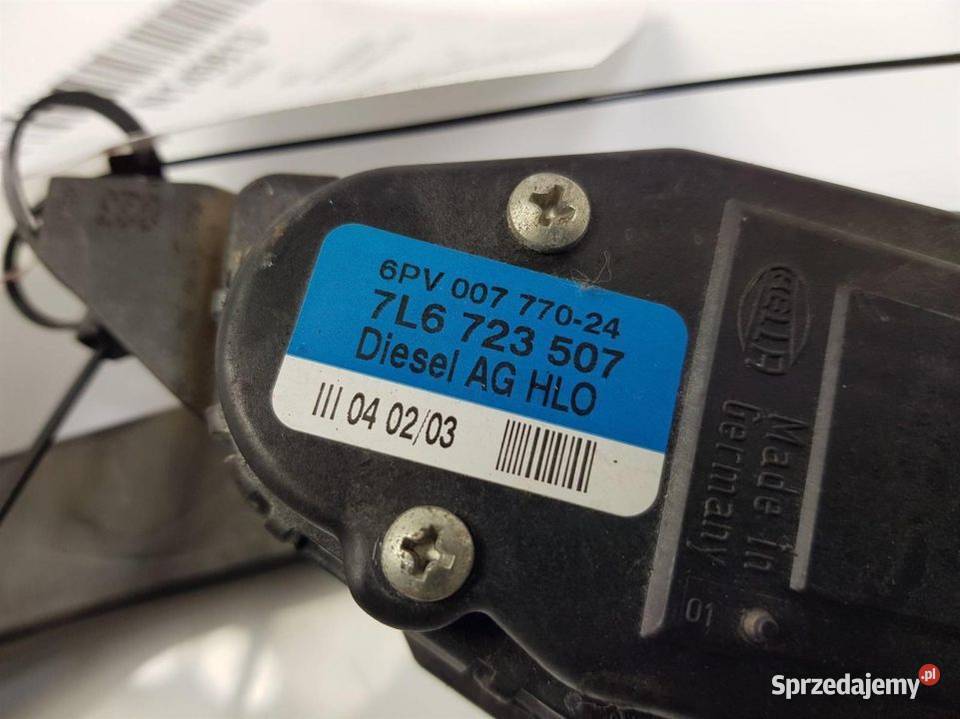 6PV 007 770-24
7L6 723 507
Diesel AG HLO
III 04 02/03
Hella
Made in
Germany
01
Sprzedajemy.pl